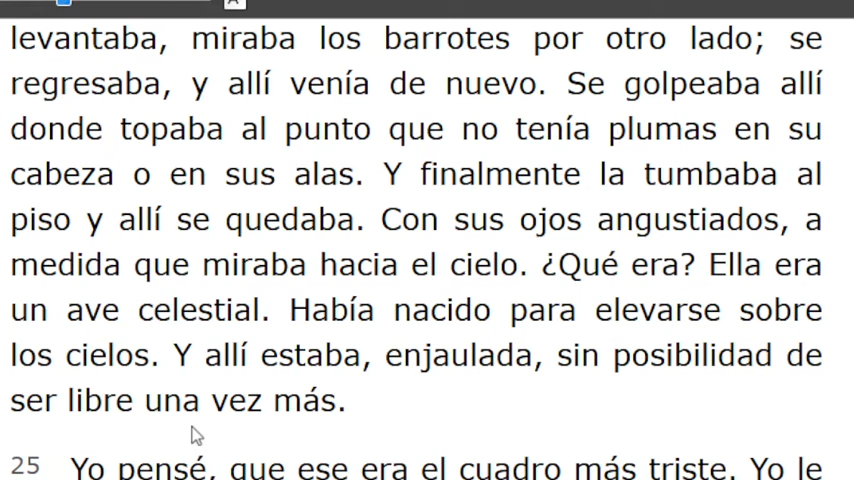 levantaba, miraba los barrotes por otro lado; se
regresaba, y allí venía de nuevo. Se golpeaba allí
donde topaba al punto que no tenía plumas en su
cabeza o en sus alas. Y finalmente la tumbaba al
piso y allí se quedaba. Con sus ojos angustiados, a
medida que miraba hacia el cielo. ¿Qué era? Ella era
un ave celestial. Había nacido para elevarse sobre
los cielos. Y allí estaba, enjaulada, sin posibilidad de
ser libre una vez más.
25 Yo pensé, que ese era el cuadro más triste. Yo le